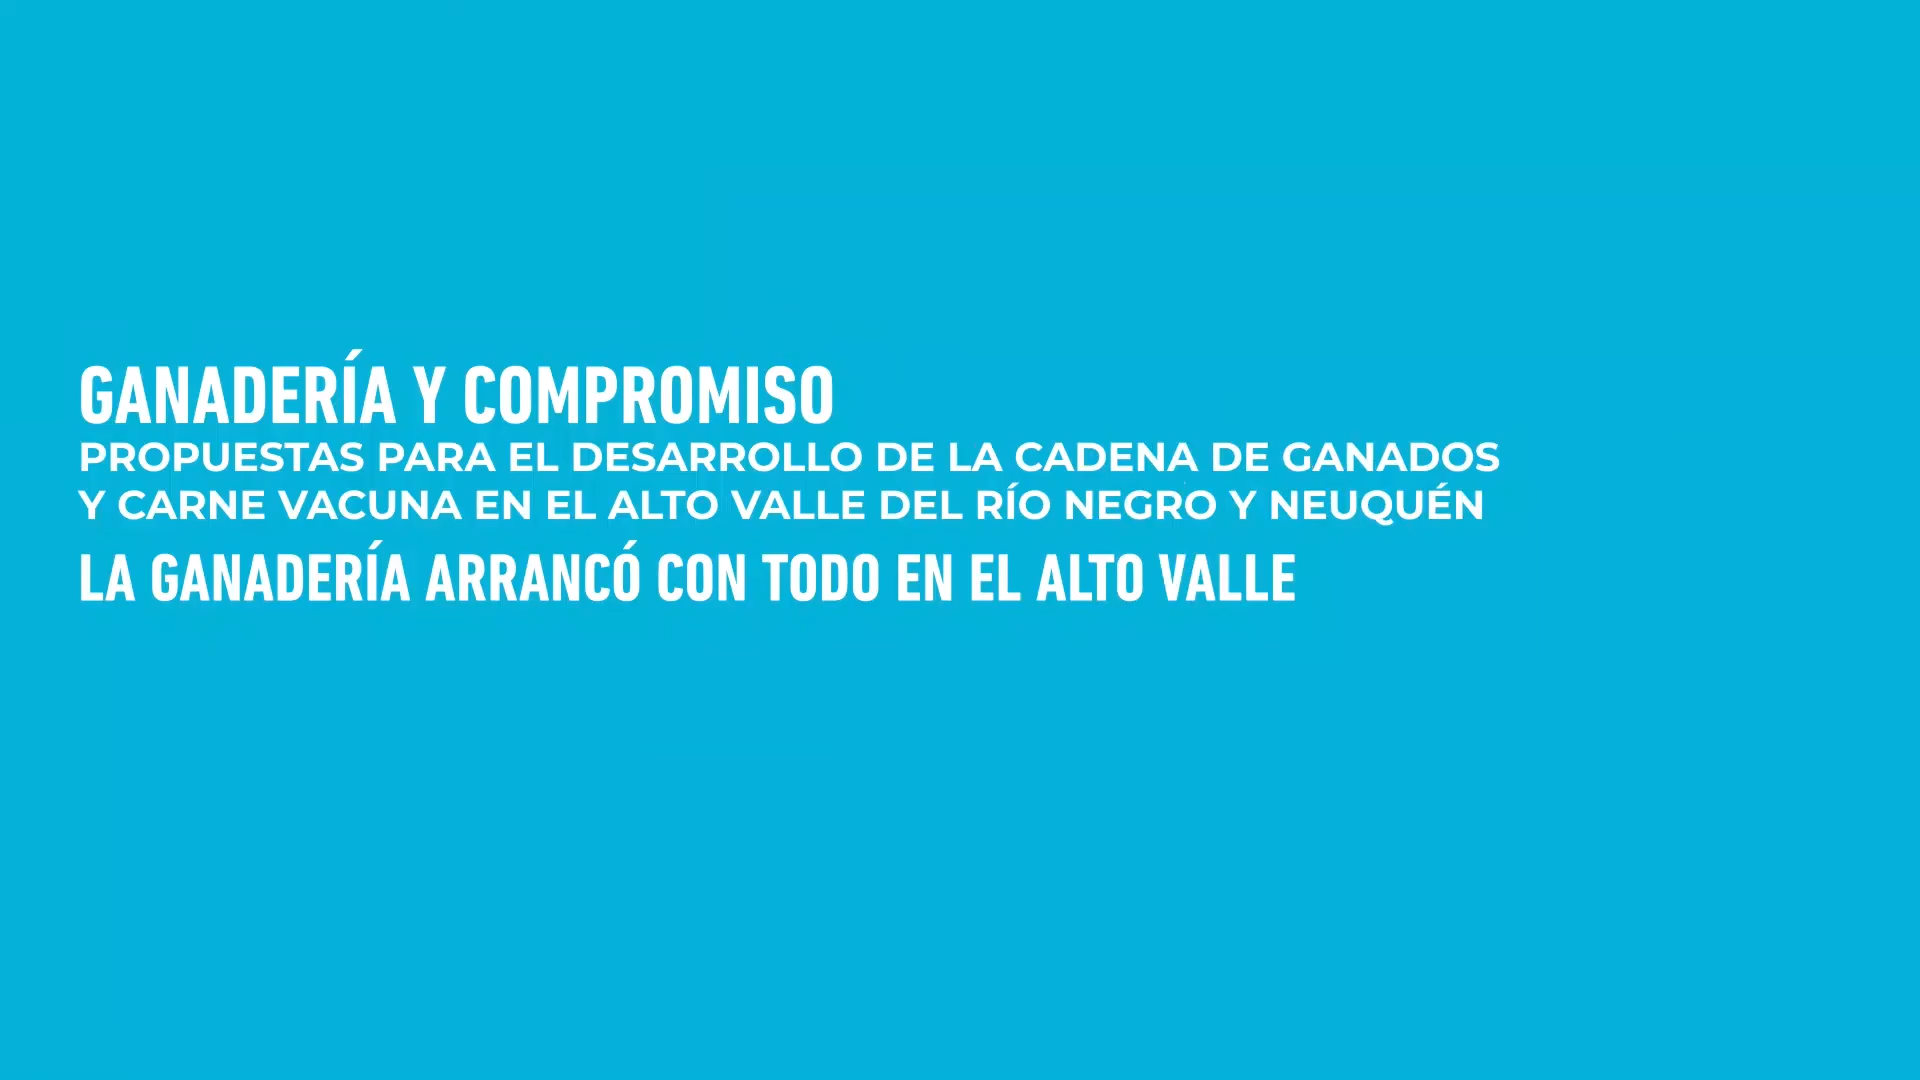 GANADERÍA Y COMPROMISO
PROPUESTAS PARA EL DESARROLLO DE LA CADENA DE GANADOS
Y CARNE VACUNA EN EL ALTO VALLE DEL RÍO NEGRO Y NEUQUÉN
LA GANADERÍA ARRANCÓ CON TODO EN EL ALTO VALLE